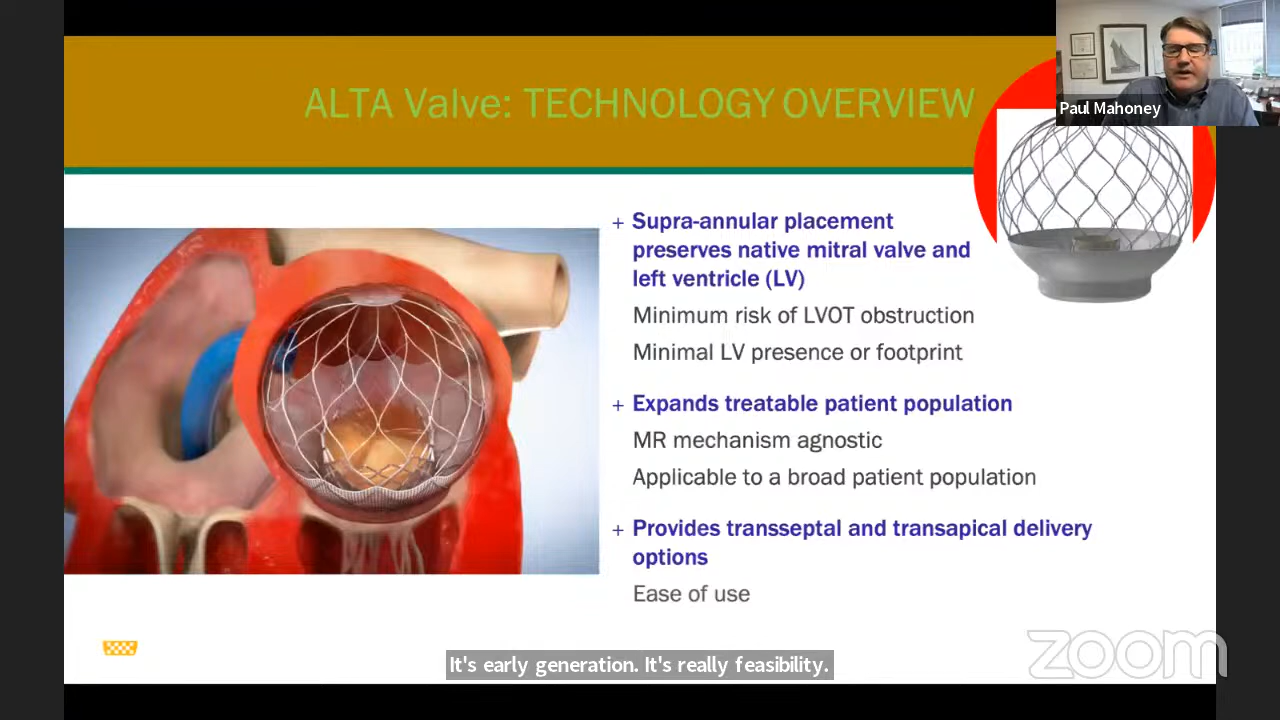 ALTA Valve: TECHNOLOGY OVERVIEW
Paul Mahoney
+ Supra-annular placement
preserves native mitral valve and
left ventricle (LV)
Minimum risk of LVOT obstruction
Minimal LV presence or footprint
+ Expands treatable patient population
MR mechanism agnostic
Applicable to a broad patient population
+ Provides transseptal and transapical delivery
options
Ease of use
zoom
It's early generation. It's really feasibility.